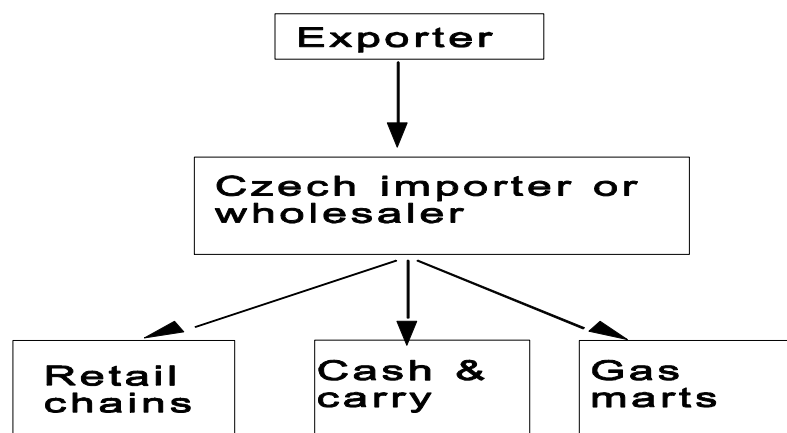 Exporter
Czech importer or
wholesaler
Retail
chains
Cash &
carry
Gas
marts